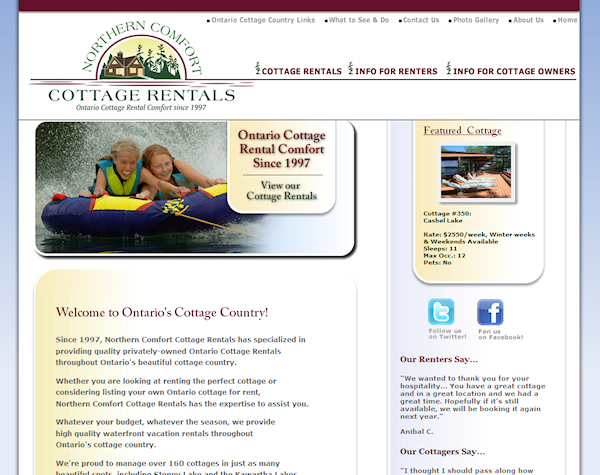 Ontario Cottage Country Links
What to See & Do
Contact Us
Photo Gallery
About Us
Home
NORTHERN COMFORT
COTTAGE RENTALS
Ontario Cottage Rental Comfort since 1997
COTTAGE RENTALS
INFO FOR RENTERS
INFO FOR COTTAGE OWNERS
Ontario Cottage
Rental Comfort
Since 1997
View our
Cottage Rentals
Featured Cottage
Cottage #350:
Cashel Lake
Rate: $2550/week, Winter weeks
& Weekends Available
Sleeps: 11
Max Occ.: 12
Pets: No
Follow us
on Twitter!
Fan us
on Facebook!
Welcome to Ontario's Cottage Country!
Since 1997, Northern Comfort Cottage Rentals has specialized in
providing quality privately-owned Ontario Cottage Rentals
throughout Ontario's beautiful cottage country.
Whether you are looking at renting the perfect cottage or
considering listing your own Ontario cottage for rent,
Northern Comfort Cottage Rentals has the expertise to assist you.
Whatever your budget, whatever the season, we provide
high quality waterfront vacation rentals throughout
Ontario's cottage country.
We're proud to manage over 160 cottages in just as many
beautiful spots, including Stoney Lake and the Kawartha Lakes
Our Renters Say...
"We wanted to thank you for your
hospitality... You have a great cottage
and in a great location and we had a
great time. Hopefully if it's still
available, we will be booking it again
next year."
Anibal C.
Our Cottagers Say...
"I thought I should pass along how